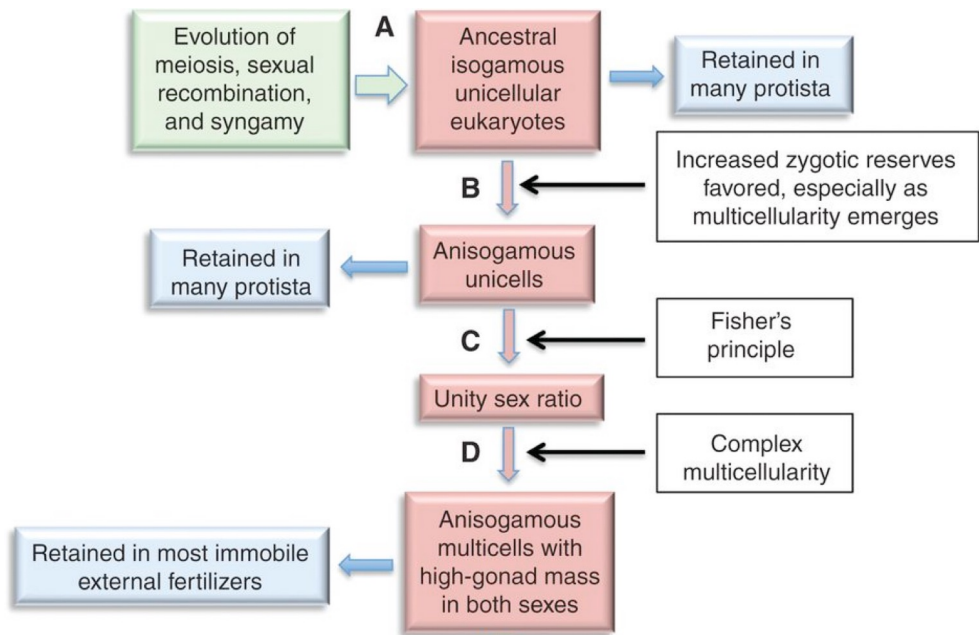 Evolution of
meiosis, sexual
recombination,
and syngamy
A
Ancestral
isogamous
unicellular
eukaryotes
Retained in
many protista
B
Increased zygotic reserves
favored, especially as
multicellularity emerges
Retained in
many protista
Anisogamous
unicells
C
Fisher’s
principle
Unity sex ratio
D
Complex
multicellularity
Anisogamous
multicells with
high-gonad mass
in both sexes
Retained in most immobile
external fertilizers